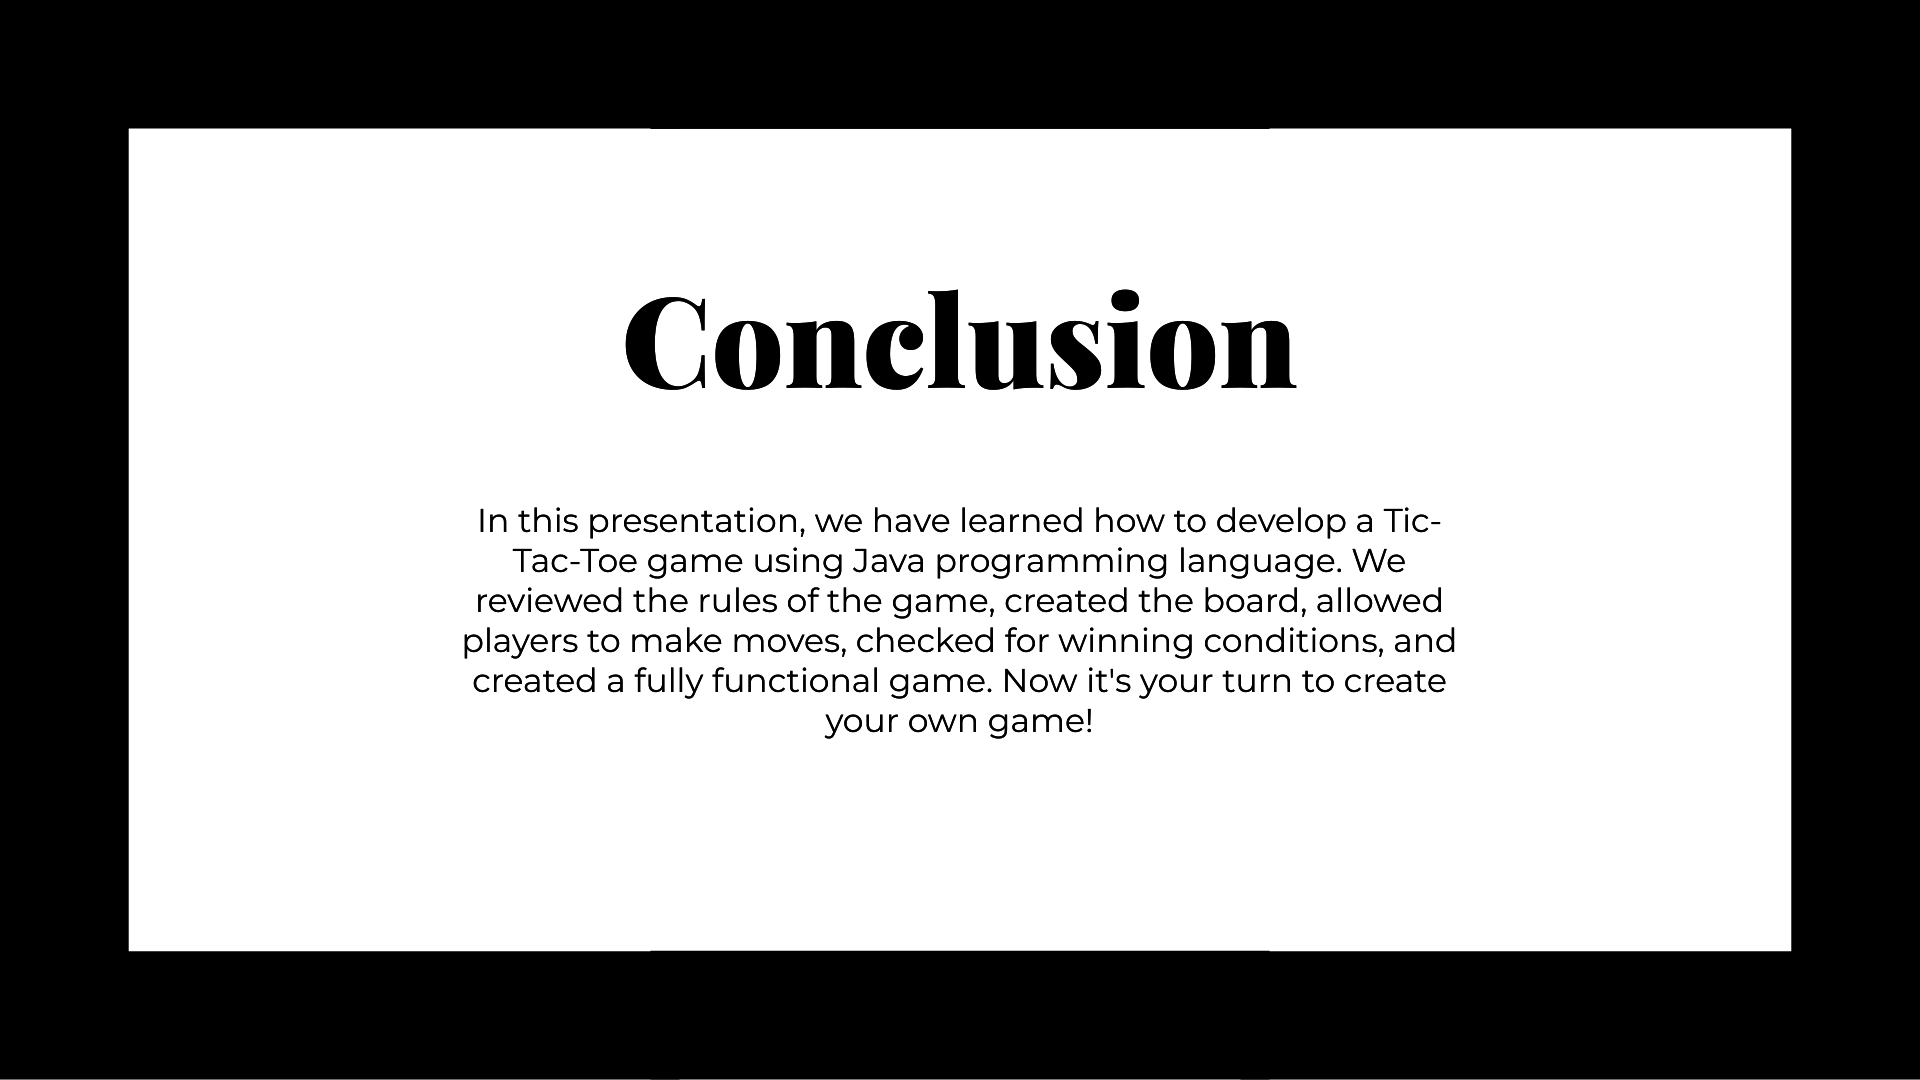 Conclusion
In this presentation, we have learned how to develop a Tic-
Tac-Toe game using Java programming language. We
reviewed the rules of the game, created the board, allowed
players to make moves, checked for winning conditions, and
created a fully functional game. Now it's your turn to create
your own game!